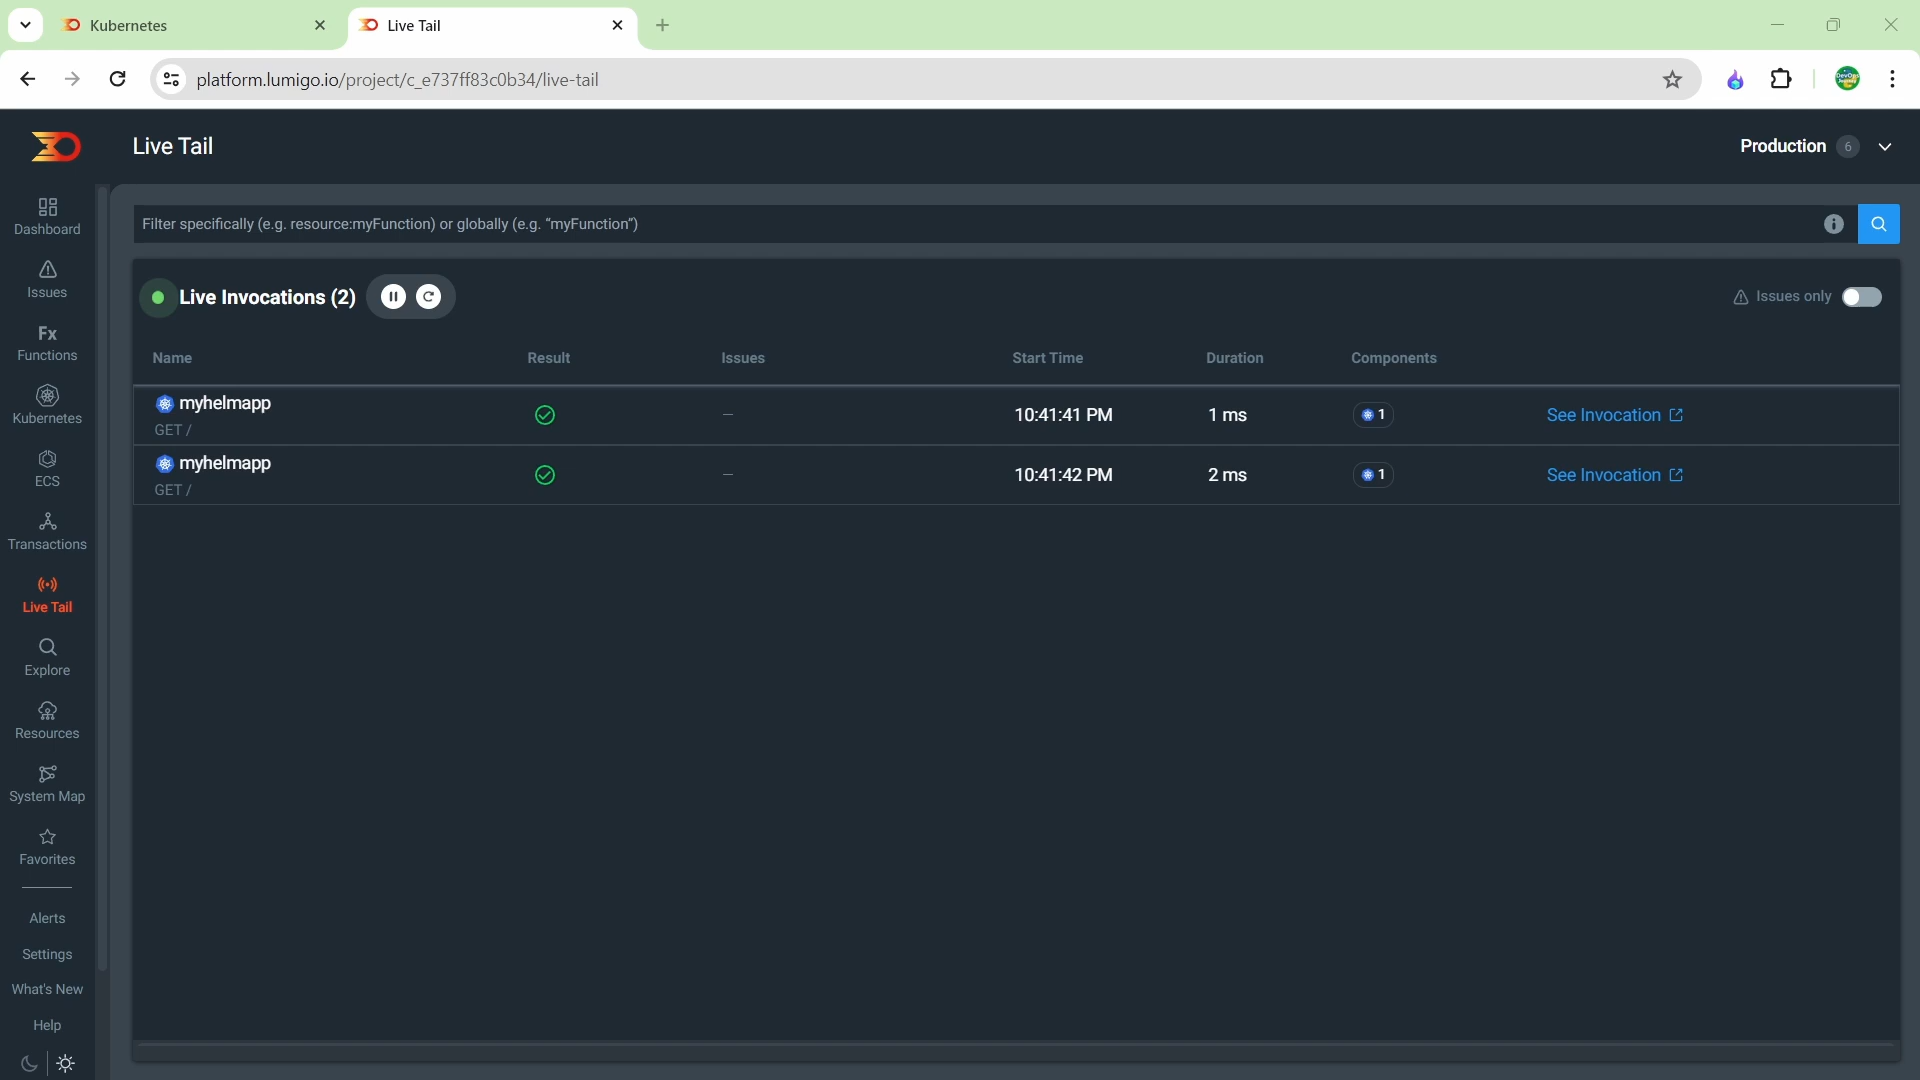 Kubernetes
Live Tail
platform.lumigo.io/project/c_e737ff83c0b34/live-tail
Live Tail
Production 6
Dashboard
Issues
Fx
Functions
Kubernetes
ECS
Transactions
Live Tail
Explore
Resources
System Map
Favorites
Alerts
Settings
What's New
Help
Filter specifically (e.g. resource:myFunction) or globally (e.g. “myFunction”)
Live Invocations (2)
Issues only
Name Result Issues Start Time Duration Components
myhelmapp
GET /
– 10:41:41 PM 1 ms 1 See Invocation
myhelmapp
GET /
– 10:41:42 PM 2 ms 1 See Invocation